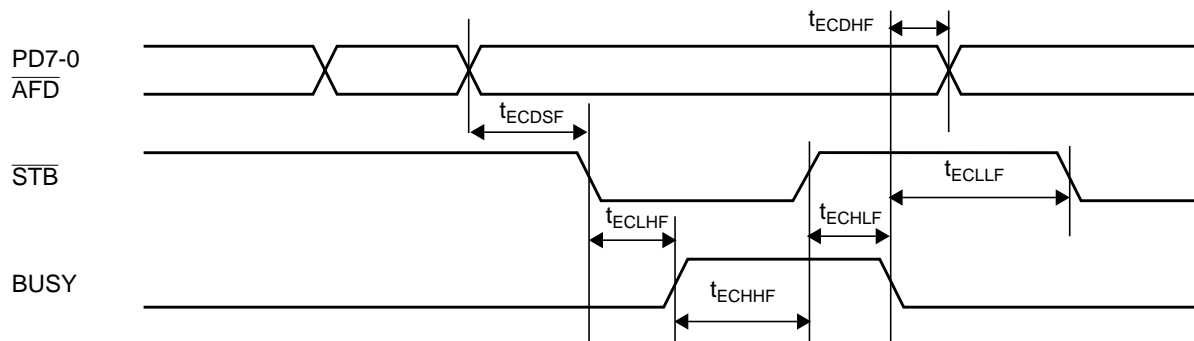 tECDHF
PD7-0
AFD
tECDSF
STB
tECLLF
tECLHF
tECHLF
BUSY
tECHHF